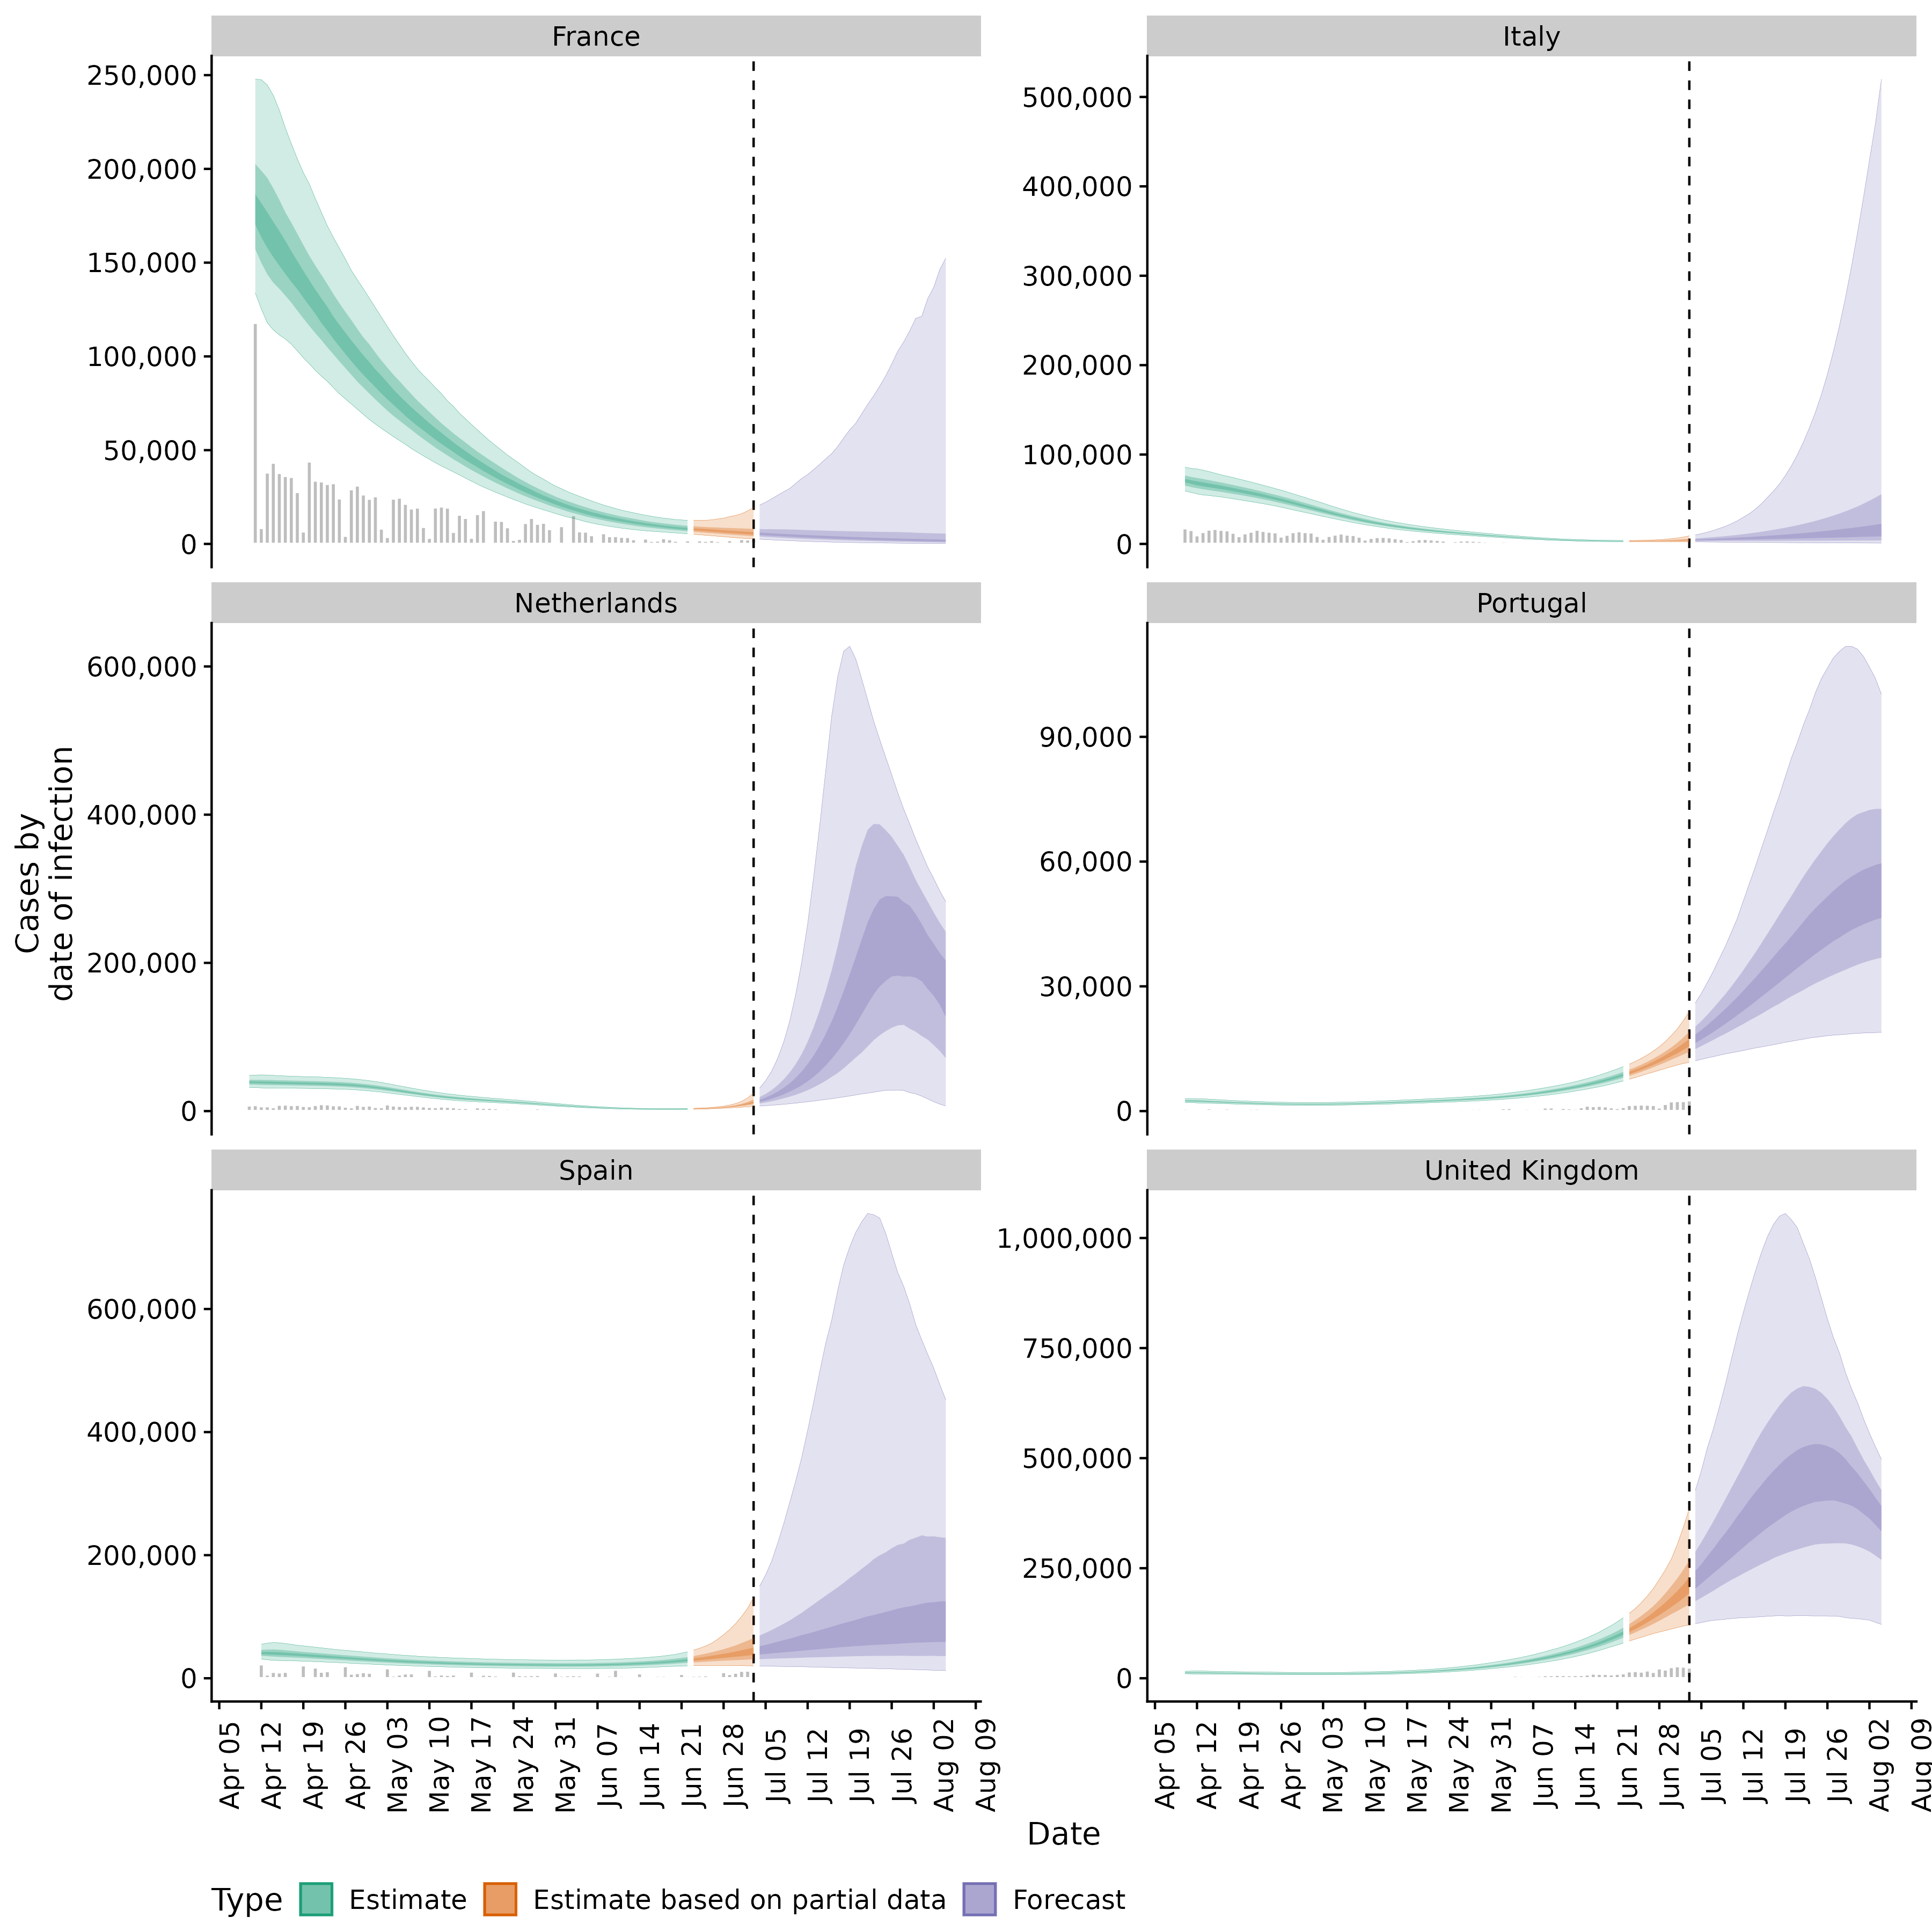 France
Italy
250,000
200,000
150,000
100,000
50,000
0
500,000
400,000
300,000
200,000
100,000
0
Netherlands
Portugal
600,000
400,000
200,000
0
90,000
60,000
30,000
0
Cases by
date of infection
Spain
United Kingdom
600,000
400,000
200,000
0
1,000,000
750,000
500,000
250,000
0
Apr 05
Apr 12
Apr 19
Apr 26
May 03
May 10
May 17
May 24
May 31
Jun 07
Jun 14
Jun 21
Jun 28
Jul 05
Jul 12
Jul 19
Jul 26
Aug 02
Aug 09
Apr 05
Apr 12
Apr 19
Apr 26
May 03
May 10
May 17
May 24
May 31
Jun 07
Jun 14
Jun 21
Jun 28
Jul 05
Jul 12
Jul 19
Jul 26
Aug 02
Aug 09
Date
Type Estimate Estimate based on partial data Forecast